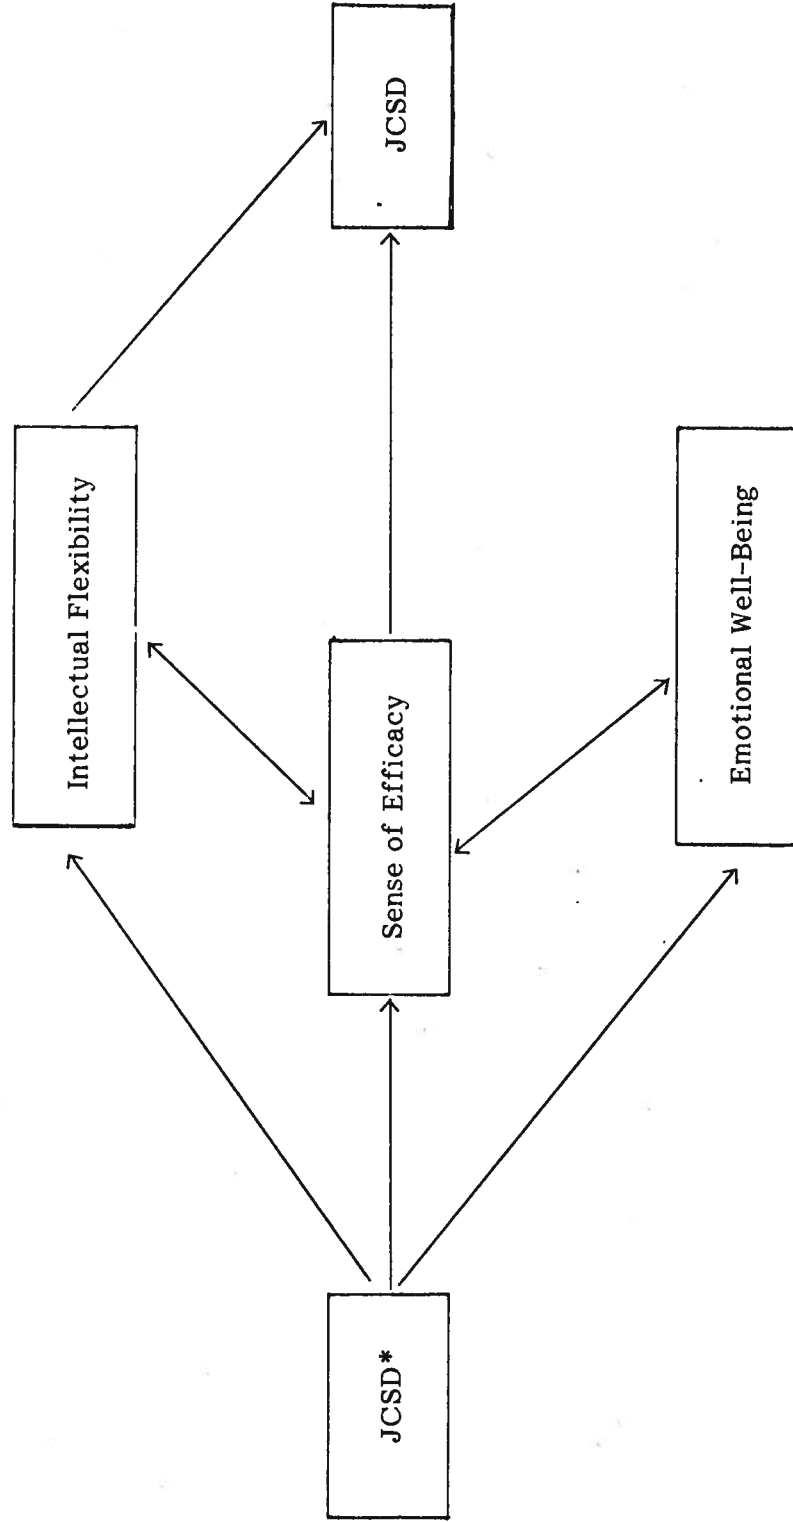 Intellectual Flexibility
JCSD*
Sense of Efficacy
JCSD
Emotional Well-Being